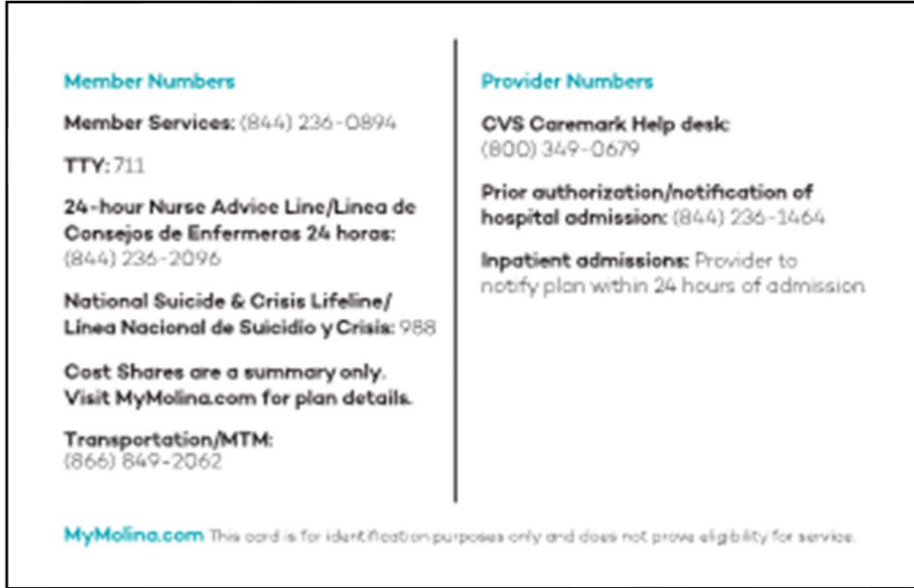 Member Numbers
Member Services: (844) 236-0894
TTY: 711
24-hour Nurse Advice Line/Linea de
Consejos de Enfermeras 24 horas:
(844) 236-2096
National Suicide & Crisis Lifeline/
Línea Nacional de Suicidio y Crisis: 988
Cost Shares are a summary only.
Visit MyMolina.com for plan details.
Transportation/MTM:
(866) 849-2062
Provider Numbers
CVS Caremark Help desk:
(800) 349-0679
Prior authorization/notification of
hospital admission: (844) 236-1464
Inpatient admissions: Provider to
notify plan within 24 hours of admission
MyMolina.com This card is for identification purposes only and does not prove eligibility for service.